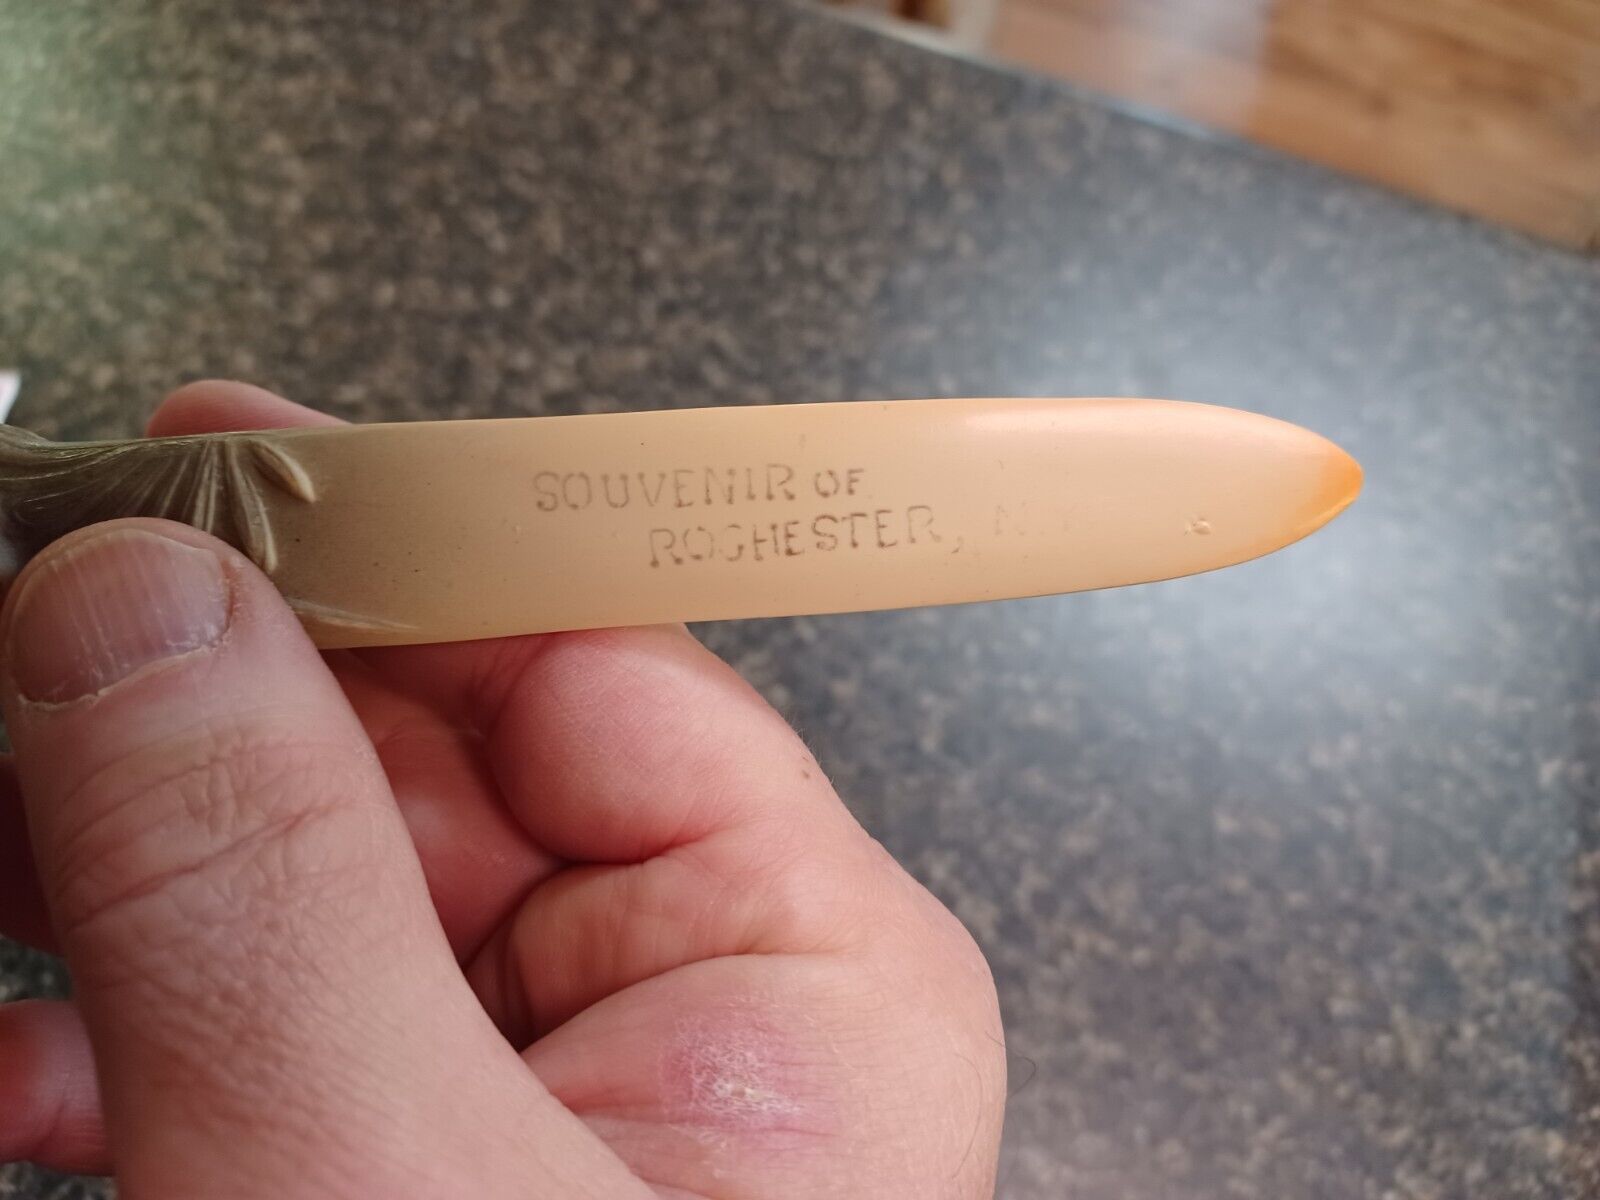 SOUVENIR OF
ROCHESTER, N